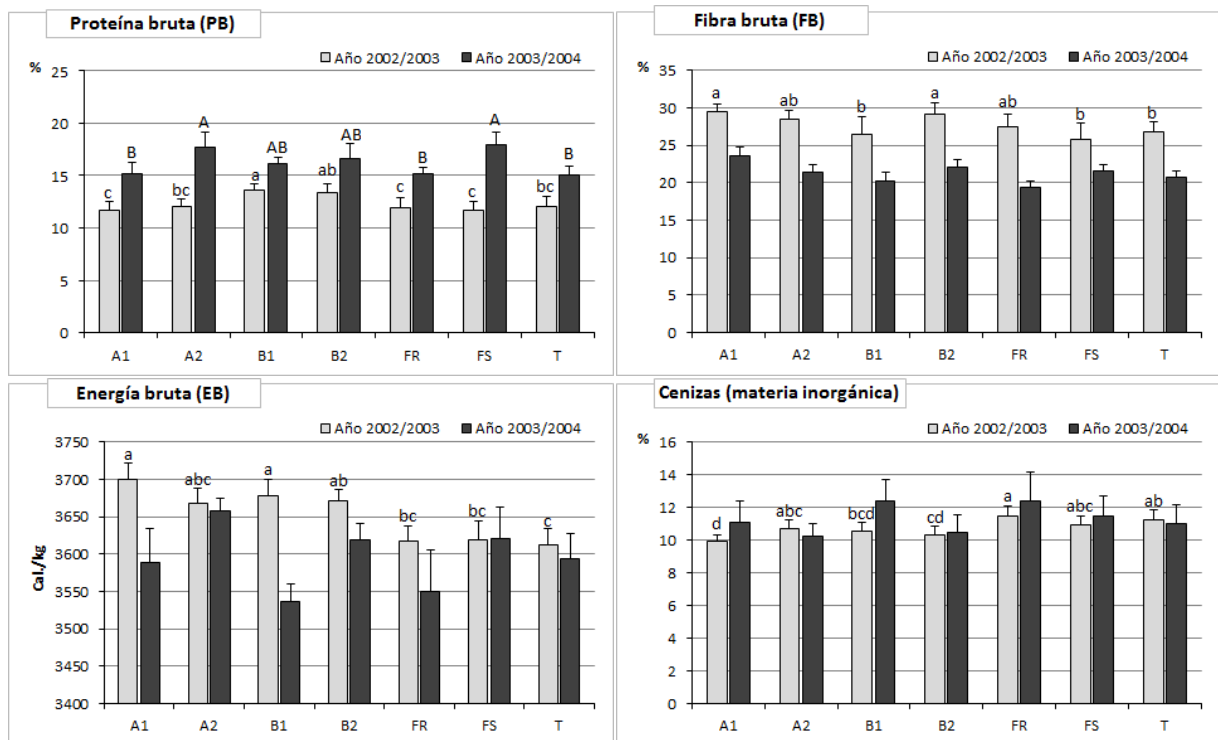 Proteína bruta (PB)
Año 2002/2003 Año 2003/2004
%
25
20
15
10
5
0
c B bc A a AB ab AB c B c A bc B
A1 A2 B1 B2 FR FS T
Fibra bruta (FB)
Año 2002/2003 Año 2003/2004
%
35
30
25
20
15
10
5
0
a ab b a ab b b
A1 A2 B1 B2 FR FS T
Energía bruta (EB)
Año 2002/2003 Año 2003/2004
Cal./kg
3750
3700
3650
3600
3550
3500
3450
3400
a abc a ab bc bc c
A1 A2 B1 B2 FR FS T
Cenizas (materia inorgánica)
Año 2002/2003 Año 2003/2004
%
16
14
12
10
8
6
4
2
0
d abc bcd cd a abc ab
A1 A2 B1 B2 FR FS T